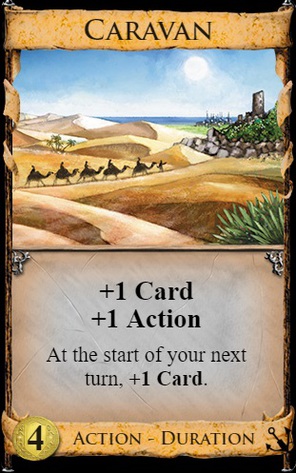 CARAVAN
+1 Card
+1 Action
At the start of your next
turn, +1 Card.
4 ACTION - DURATION